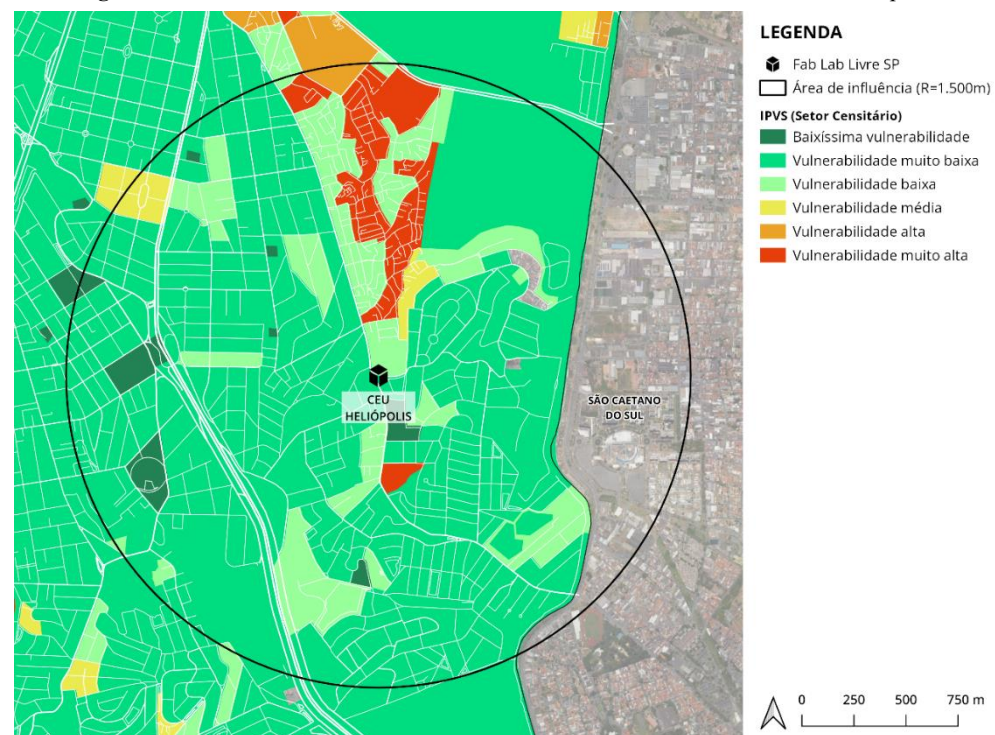 LEGENDA
Fab Lab Livre SP
Área de influência (R=1.500m)
IPVS (Setor Censitário)
Baixíssima vulnerabilidade
Vulnerabilidade muito baixa
Vulnerabilidade baixa
Vulnerabilidade média
Vulnerabilidade alta
Vulnerabilidade muito alta
CEU
HELIÓPOLIS
SÃO CAETANO
DO SUL
0 250 500 750 m